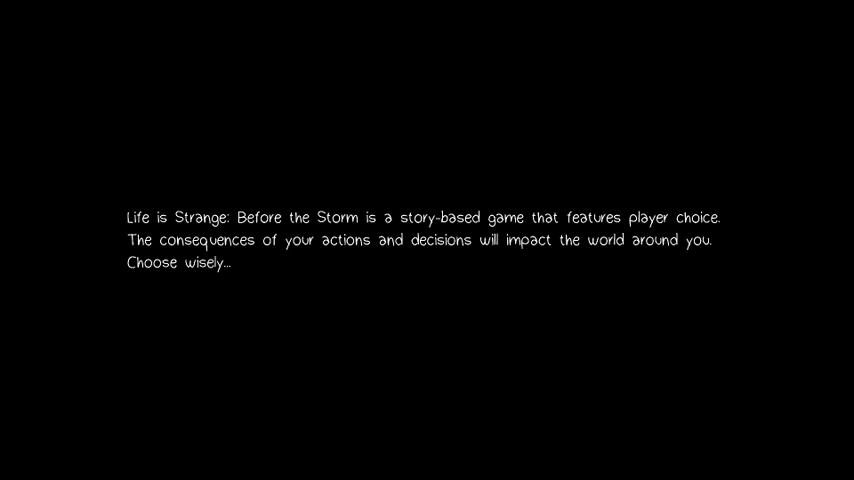 Life is Strange: Before the Storm is a story-based game that features player choice.
The consequences of your actions and decisions will impact the world around you.
Choose wisely...